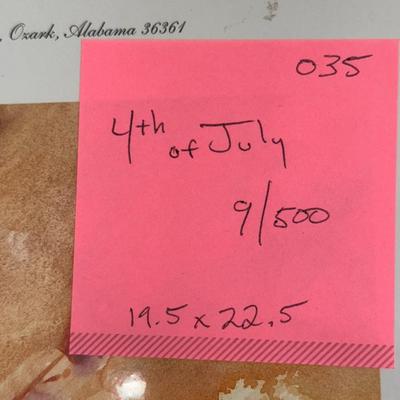 , Ozark, Alabama 36361
035
4th of July
9/500
19.5 x 22.5